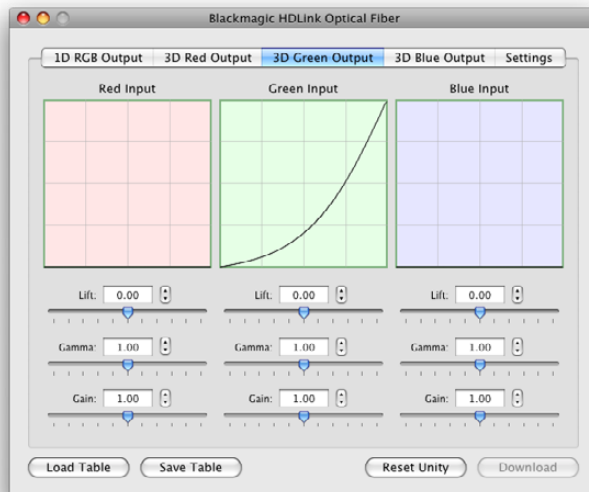 Blackmagic HDLink Optical Fiber
1D RGB Output 3D Red Output 3D Green Output 3D Blue Output Settings
Red Input Green Input Blue Input
Lift: 0.00 Lift: 0.00 Lift: 0.00
Gamma: 1.00 Gamma: 1.00 Gamma: 1.00
Gain: 1.00 Gain: 1.00 Gain: 1.00
Load Table Save Table Reset Unity Download